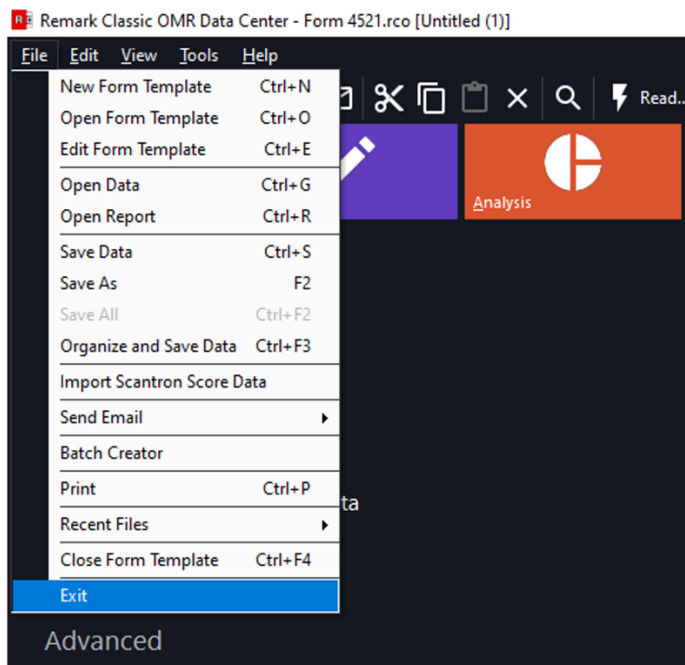 Remark Classic OMR Data Center - Form 4521.rco [Untitled (1)]
File Edit View Tools Help
New Form Template Ctrl+N
Open Form Template Ctrl+O
Edit Form Template Ctrl+E
Open Data Ctrl+G
Open Report Ctrl+R
Save Data Ctrl+S
Save As F2
Save All Ctrl+F2
Organize and Save Data Ctrl+F3
Import Scantron Score Data
Send Email
Batch Creator
Print Ctrl+P
Recent Files
Close Form Template Ctrl+F4
Exit
Read..
Analysis
ta
Advanced